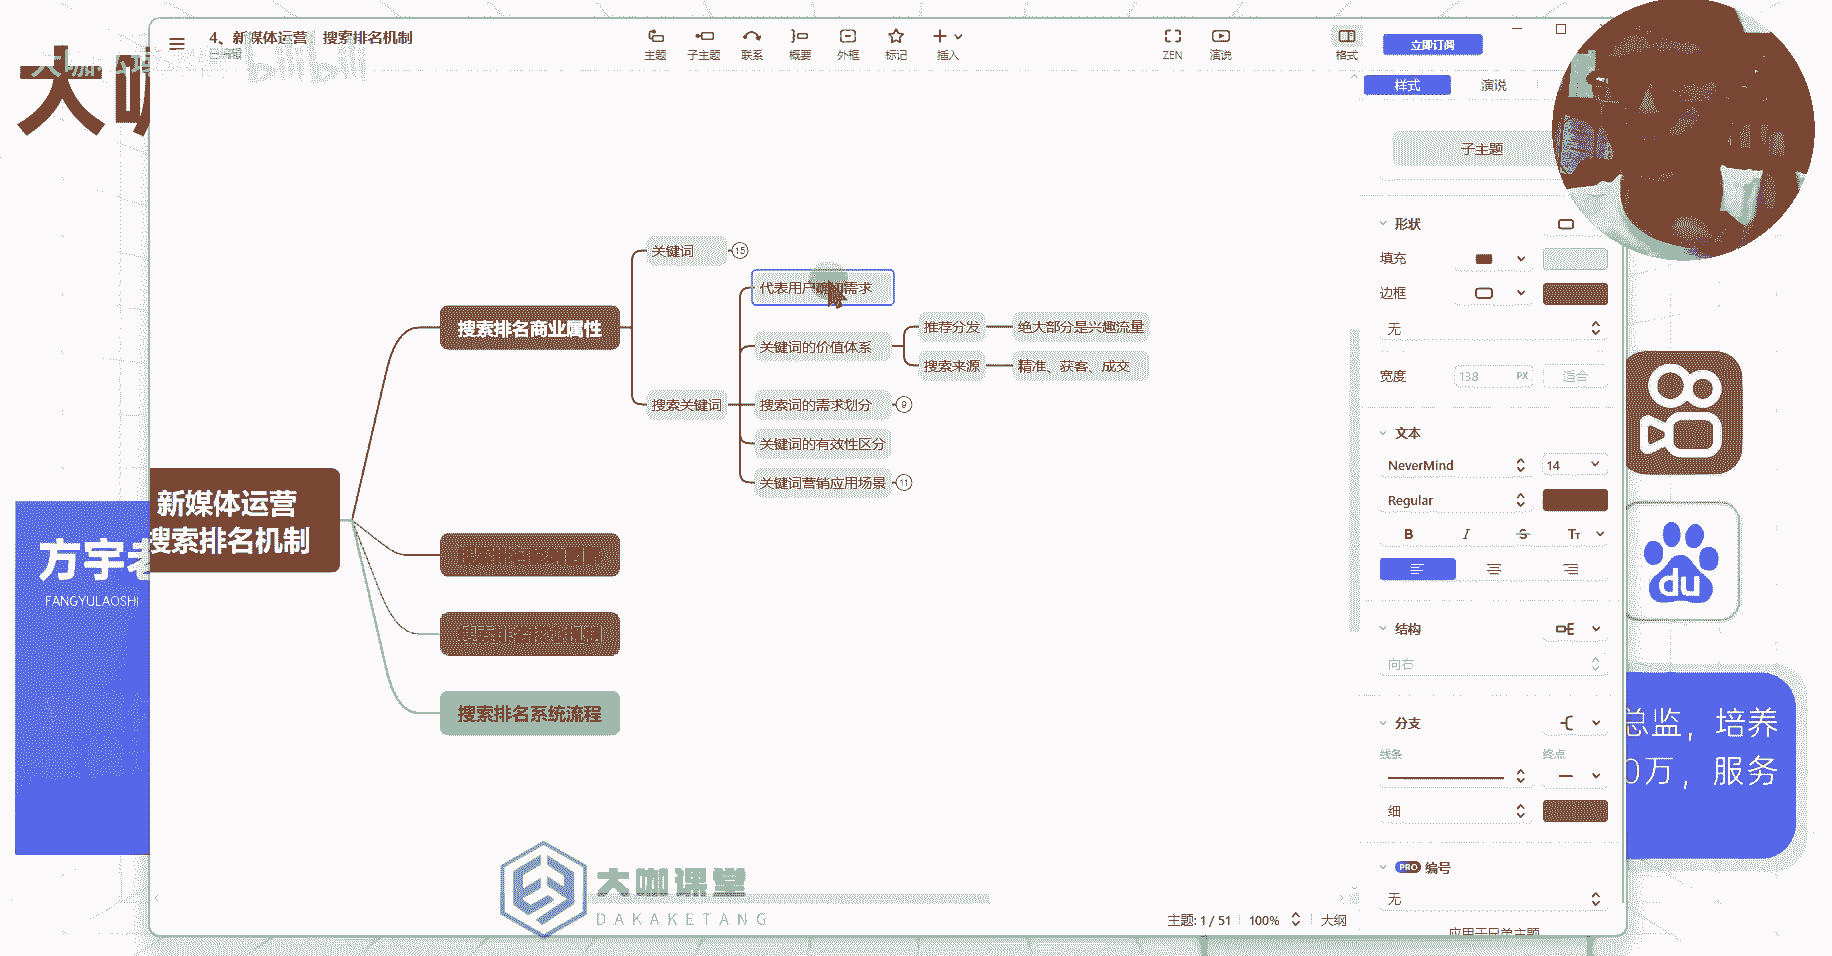 大咖
4、新媒体运营 搜索排名机制
已编辑
bilibili
主题
子主题
联系
概要
外框
标记
插入
ZEN
演说
格式
立即订阅
样式
演说
子主题
形状
填充
边框
无
宽度
138
PX
适合
文本
NeverMind
14
Regular
B
I
S
TT
结构
向右
分支
线条
终点
细
PRO 编号
无
应用于兄弟主题
关键词
15
代表用户 需求
关键词的价值体系
推荐分发
绝大部分是兴趣流量
搜索来源
精准、获客、成交
搜索关键词
搜索词的需求划分
9
关键词的有效性区分
关键词营销应用场景
11
搜索排名商业属性
新媒体运营
搜索排名机制
搜索排名系统流程
方宇老
FANGYULAOSHI
du
总监，培养
0万，服务
大咖课堂
DAKAKETANG
主题: 1 / 51
100%
大纲